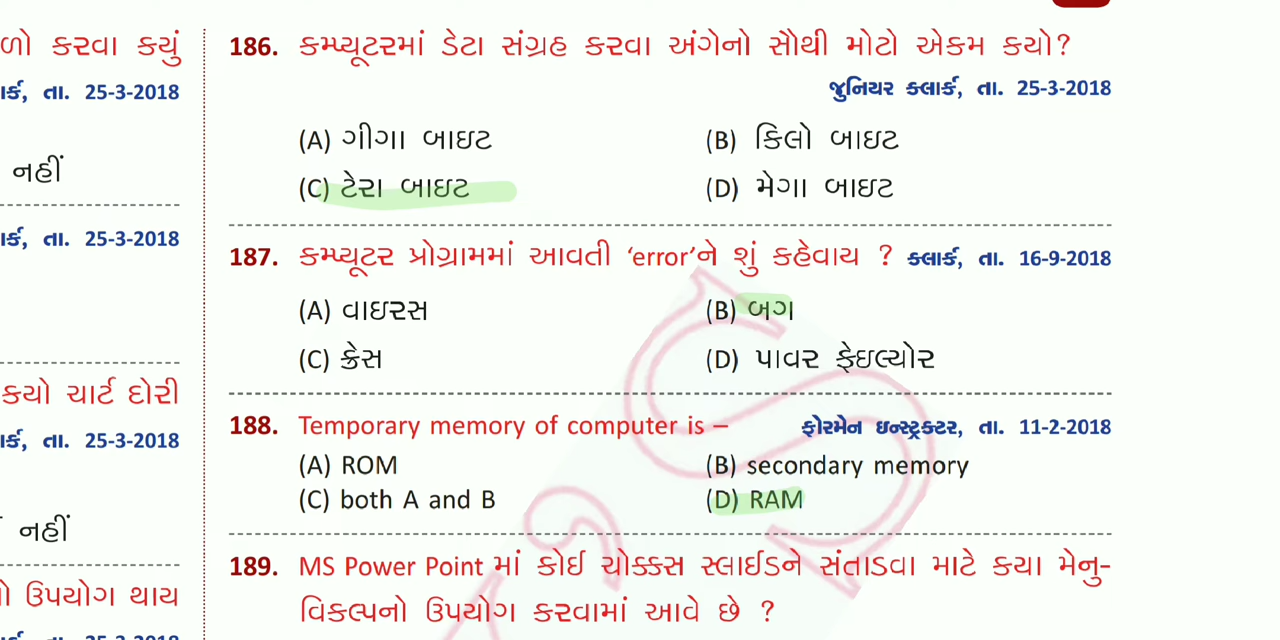 ળો કરવા કયું
ાર્ક, તા. 25-3-2018
નહીં
ાર્ક, તા. 25-3-2018
કયો ચાર્ટ દોરી
ાર્ક, તા. 25-3-2018
નહીં
ો ઉપયોગ થાય
186. કમ્પ્યૂટરમાં ડેટા સંગ્રહ કરવા અંગેનો સૌથી મોટો એકમ કયો?
જુનિયર ક્લાર્ક, તા. 25-3-2018
(A) ગીગા બાઇટ (B) કિલો બાઇટ
(C) ટેરા બાઇટ (D) મેગા બાઇટ
187. કમ્પ્યૂટર પ્રોગ્રામમાં આવતી ‘error’ને શું કહેવાય ? ક્લાર્ક, તા. 16-9-2018
(A) વાઇરસ (B) બગ
(C) ક્રેસ (D) પાવર ફેઇલ્યોર
188. Temporary memory of computer is – ફોરમેન ઇન્સ્ટ્રક્ટર, તા. 11-2-2018
(A) ROM (B) secondary memory
(C) both A and B (D) RAM
189. MS Power Point માં કોઈ ચોક્કસ સ્લાઈડને સંતાડવા માટે કયા મેનુ-
વિકલ્પનો ઉપયોગ કરવામાં આવે છે ?